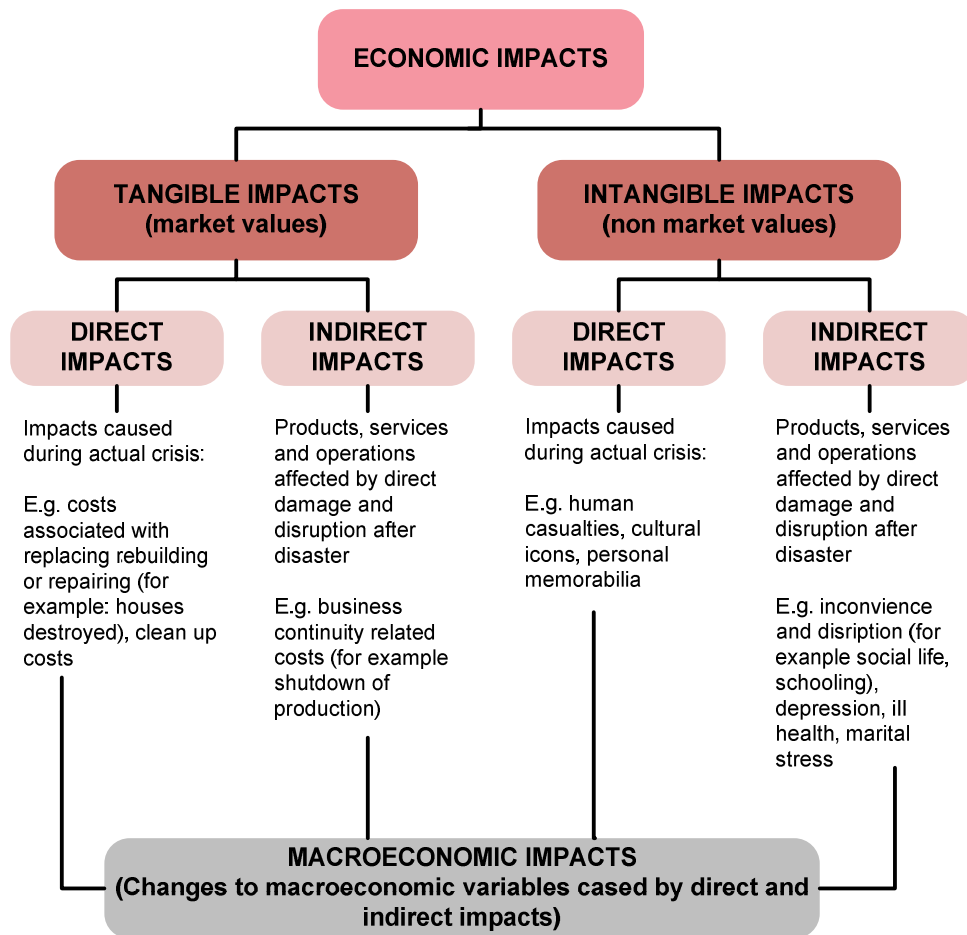 ECONOMIC IMPACTS
TANGIBLE IMPACTS
(market values)
INTANGIBLE IMPACTS
(non market values)
DIRECT
IMPACTS
INDIRECT
IMPACTS
DIRECT
IMPACTS
INDIRECT
IMPACTS
Impacts caused
during actual crisis:
E.g. costs
associated with
replacing rebuilding
or repairing (for
example: houses
destroyed), clean up
costs
Products, services
and operations
affected by direct
damage and
disruption after
disaster
E.g. business
continuity related
costs (for example
shutdown of
production)
Impacts caused
during actual crisis:
E.g. human
casualties, cultural
icons, personal
memorabilia
Products, services
and operations
affected by direct
damage and
disruption after
disaster
E.g. inconvience
and disription (for
exanple social life,
schooling),
depression, ill
health, marital
stress
MACROECONOMIC IMPACTS
(Changes to macroeconomic variables cased by direct and
indirect impacts)